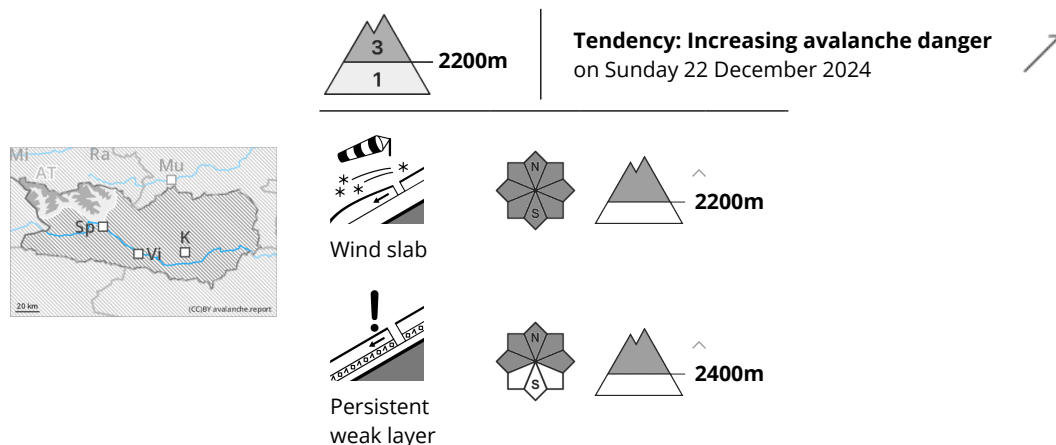 3
2200m
1
Tendency: Increasing avalanche danger
on Sunday 22 December 2024
Mi
Ra
Mu
AT
Sp
Vi
K
20 km
(CC)BY avalanche.report
Wind slab
N
S
2200m
Persistent
weak layer
N
S
2400m